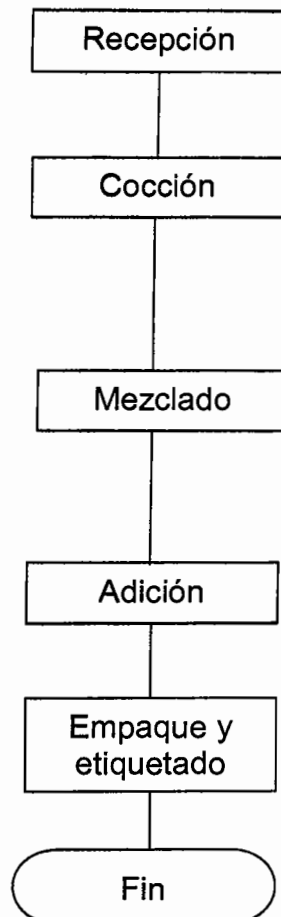 Recepción
Cocción
Mezclado
Adición
Empaque y
etiquetado
Fin